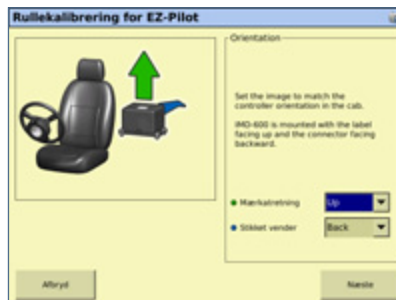 Rullekalibrering for EZ-Pilot
Orientation
Set the image to match the
controller orientation in the cab.
IMD-600 is mounted with the label
facing up and the connector facing
backward.
Mærkatretning
Up
Stikket vender
Back
Afbryd
Næste